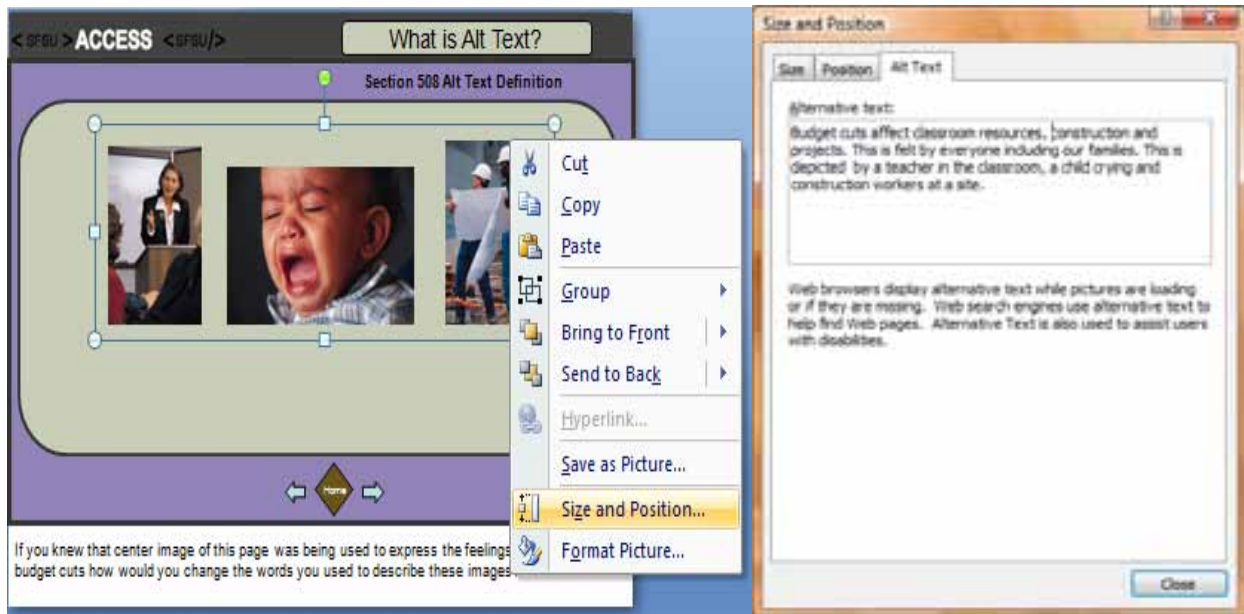 < SFSU > ACCESS < SFSU/>
What is Alt Text?
Section 508 Alt Text Definition
Cut
Copy
Paste
Group
Bring to Front
Send to Back
Hyperlink...
Save as Picture...
Size and Position...
Format Picture...
Home
If you knew that center image of this page was being used to express the feelings
budget cuts how would you change the words you used to describe these images
Size and Position
Size
Position
Alt Text
Alternative text:
Budget cuts affect classroom resources, construction and
projects. This is felt by everyone including our families. This is
depicted by a teacher in the classroom, a child crying and
construction workers at a site.
Web browsers display alternative text while pictures are loading
or if they are missing. Web search engines use alternative text to
help find Web pages. Alternative Text is also used to assist users
with disabilities.
Close